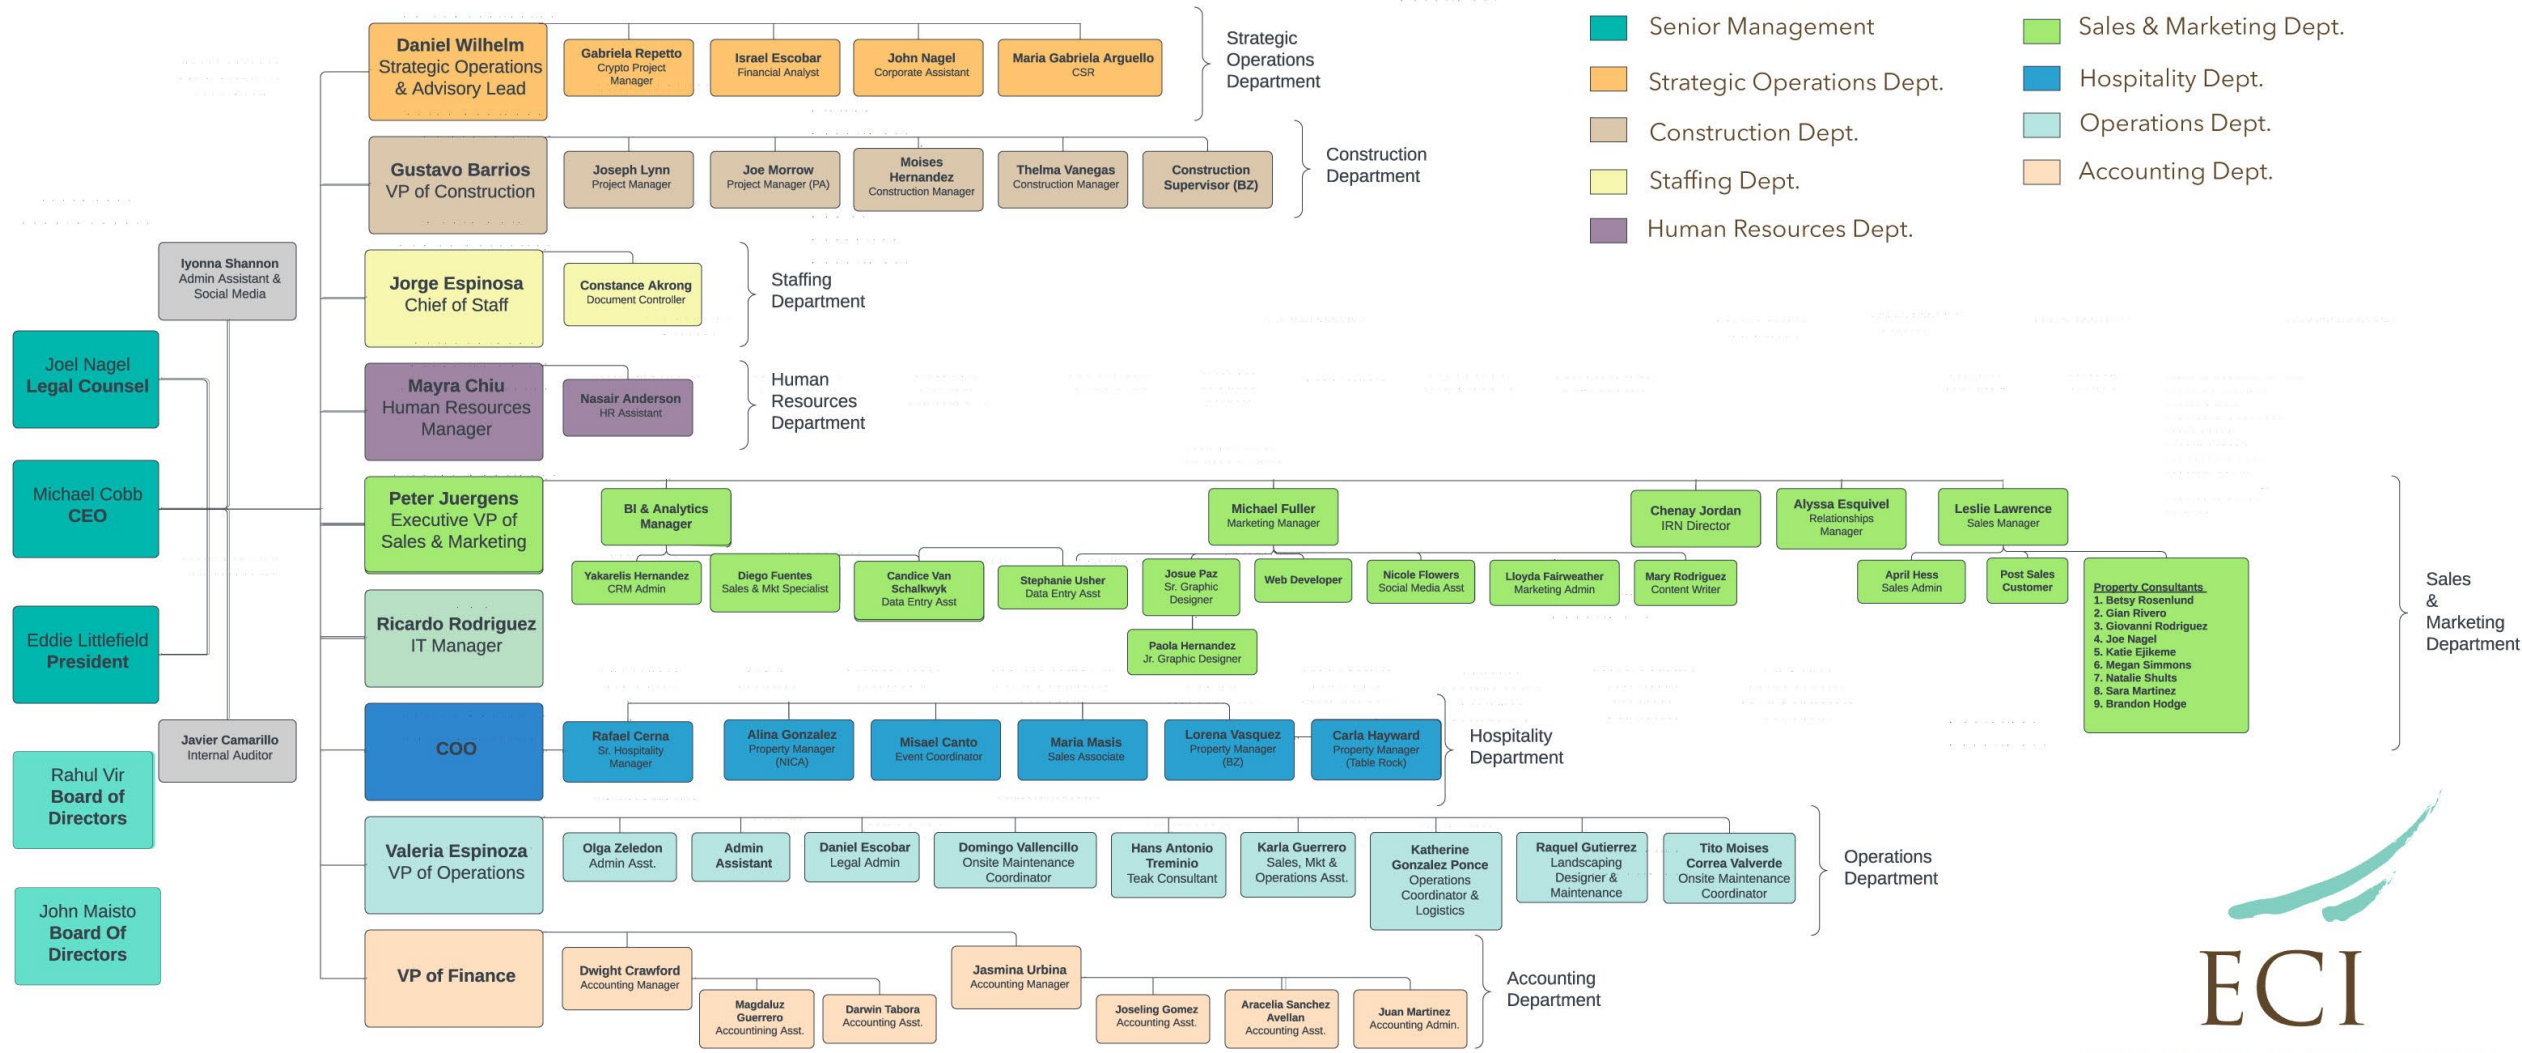 Daniel Wilhelm
Strategic Operations
& Advisory Lead
Gabriela Repetto
Crypto Project
Manager
Israel Escobar
Financial Analyst
John Nagel
Corporate Assistant
Maria Gabriela Arguello
CSR
Strategic
Operations
Department
Gustavo Barrios
VP of Construction
Joseph Lynn
Project Manager
Joe Morrow
Project Manager (PA)
Moises
Hernandez
Construction Manager
Thelma Vanegas
Construction Manager
Construction
Supervisor (BZ)
Construction
Department
Senior Management
Strategic Operations Dept.
Construction Dept.
Staffing Dept.
Human Resources Dept.
Sales & Marketing Dept.
Hospitality Dept.
Operations Dept.
Accounting Dept.
Iyonna Shannon
Admin Assistant &
Social Media
Jorge Espinosa
Chief of Staff
Constance Akrong
Document Controller
Staffing
Department
Joel Nagel
Legal Counsel
Mayra Chiu
Human Resources
Manager
Nasair Anderson
HR Assistant
Human
Resources
Department
Michael Cobb
CEO
Peter Juergens
Executive VP of
Sales & Marketing
BI & Analytics
Manager
Michael Fuller
Marketing Manager
Chenay Jordan
IRN Director
Alyssa Esquivel
Relationships
Manager
Leslie Lawrence
Sales Manager
Yakarelis Hernandez
CRM Admin
Diego Fuentes
Sales & Mkt Specialist
Candice Van
Schalkwyk
Data Entry Asst
Stephanie Usher
Data Entry Asst
Josue Paz
Sr. Graphic
Designer
Web Developer
Nicole Flowers
Social Media Asst
Lloyda Fairweather
Marketing Admin
Mary Rodriguez
Content Writer
April Hess
Sales Admin
Post Sales
Customer
Property Consultants
1. Betsy Rosenlund
2. Gian Rivero
3. Giovanni Rodriguez
4. Joe Nagel
5. Katie Ejikeme
6. Megan Simmons
7. Natalie Shults
8. Sara Martinez
9. Brandon Hodge
Sales
&
Marketing
Department
Paola Hernandez
Jr. Graphic Designer
Eddie Littlefield
President
Ricardo Rodriguez
IT Manager
Javier Camarillo
Internal Auditor
COO
Rafael Cerna
Sr. Hospitality
Manager
Alina Gonzalez
Property Manager
(NICA)
Misael Canto
Event Coordinator
Maria Masis
Sales Associate
Lorena Vasquez
Property Manager
(BZ)
Carla Hayward
Property Manager
(Table Rock)
Hospitality
Department
Rahul Vir
Board of
Directors
Valeria Espinoza
VP of Operations
Olga Zeledon
Admin Asst.
Admin
Assistant
Daniel Escobar
Legal Admin
Domingo Vallencillo
Onsite Maintenance
Coordinator
Hans Antonio
Treminio
Teak Consultant
Karla Guerrero
Sales, Mkt &
Operations Asst.
Katherine
Gonzalez Ponce
Operations
Coordinator &
Logistics
Raquel Gutierrez
Landscaping
Designer &
Maintenance
Tito Moises
Correa Valverde
Onsite Maintenance
Coordinator
Operations
Department
John Maisto
Board Of
Directors
VP of Finance
Dwight Crawford
Accounting Manager
Magdaluz
Guerrero
Accountining Asst.
Darwin Tabora
Accounting Asst.
Jasmina Urbina
Accounting Manager
Joseling Gomez
Accounting Asst.
Aracelia Sanchez
Avellan
Accounting Asst.
Juan Martinez
Accounting Admin.
Accounting
Department
ECI